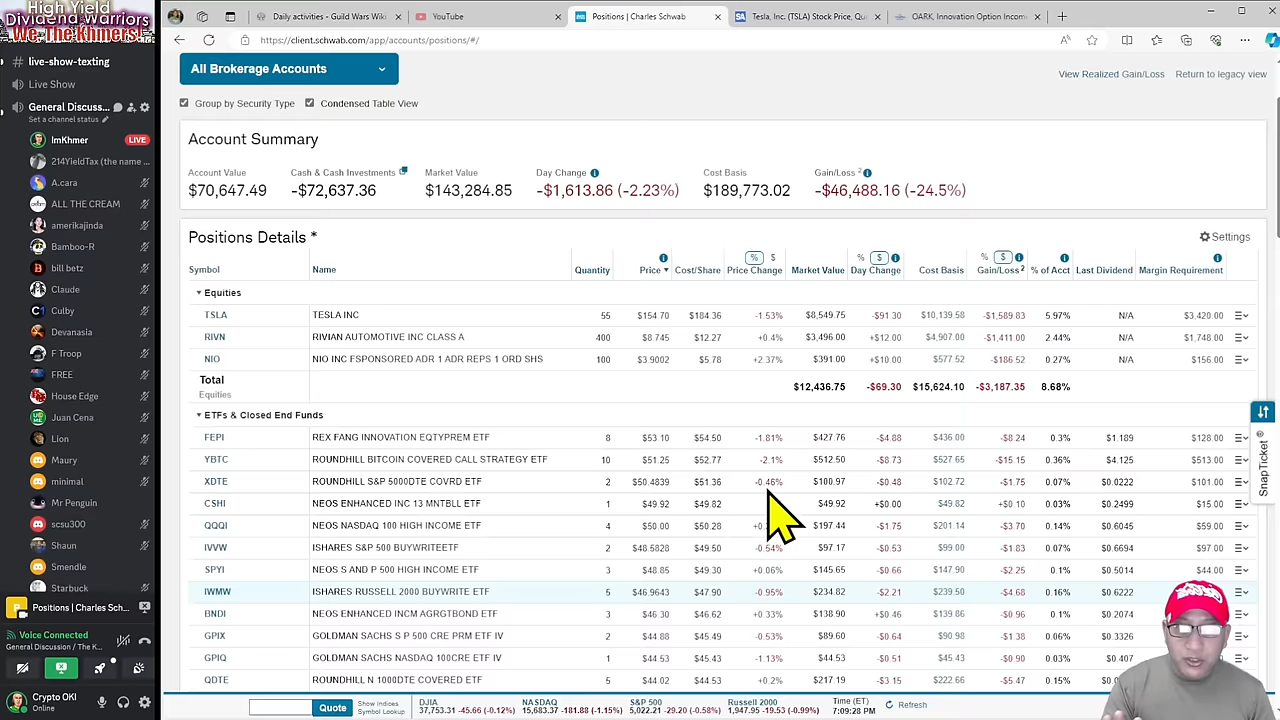 High Yield
Dividend Warriors
We The Khmers!
# live-show-texting
Live Show
General Discuss...
Set a channel status
ImKhmer LIVE
214YieldTax (the name ...
A.cara
ALL THE CREAM
amerikajinda
Bamboo-R
bill betz
Claude
Culby
Devanasia
F Troop
FREE
House Edge
Juan Cena
Lion
Maury
minimal
Mr Penguin
scsu300
Shaun
Smendle
Starbuck
Positions | Charles Sch...
Voice Connected
General Discussion / The K...
Crypto OKI
Online
Daily activities - Guild Wars Wiki
YouTube
Positions | Charles Schwab
Tesla, Inc. (TSLA) Stock Price, Qu
OARK, Innovation Option Incom
https://client.schwab.com/app/accounts/positions/#/
All Brokerage Accounts
View Realized Gain/Loss Return to legacy view
Group by Security Type Condensed Table View
Account Summary
Account Value Cash & Cash Investments Market Value Day Change Cost Basis Gain/Loss 2
$70,647.49 -$72,637.36 $143,284.85 -$1,613.86 (-2.23%) $189,773.02 -$46,488.16 (-24.5%)
Positions Details *
Settings
% $ % $ % $
Symbol Name Quantity Price Cost/Share Price Change Market Value Day Change Cost Basis Gain/Loss 2 % of Acct Last Dividend Margin Requirement
Equities
TSLA TESLA INC 55 $154.70 $184.36 -1.53% $8,549.75 -$91.30 $10,139.58 -$1,589.83 5.97% N/A $3,420.00
RIVN RIVIAN AUTOMOTIVE INC CLASS A 400 $8.745 $12.27 +0.4% $3,496.00 +$12.00 $4,907.00 -$1,411.00 2.44% N/A $1,748.00
NIO NIO INC FSPONSORED ADR 1 ADR REPS 1 ORD SHS 100 $3.9002 $5.78 +2.37% $391.00 +$10.00 $577.52 -$186.52 0.27% N/A $156.00
Total $12,436.75 -$69.30 $15,624.10 -$3,187.35 8.68%
Equities
ETFs & Closed End Funds
FEPI REX FANG INNOVATION EQTYPREM ETF 8 $53.10 $54.50 -1.81% $427.76 -$4.88 $436.00 -$8.24 0.3% $1.189 $128.00
YBTC ROUNDHILL BITCOIN COVERED CALL STRATEGY ETF 10 $51.25 $52.77 -2.1% $512.50 -$8.73 $527.65 -$15.15 0.36% $4.125 $513.00
XDTE ROUNDHILL S&P 5000DTE COVRD ETF 2 $50.4839 $51.36 -0.46% $100.97 -$0.48 $102.72 -$1.75 0.07% $0.0222 $101.00
CSHI NEOS ENHANCED INC 13 MNTBLL ETF 1 $49.92 $49.82 $49.92 +$0.00 $49.82 +$0.10 0.03% $0.2499 $15.00
QQQI NEOS NASDAQ 100 HIGH INCOME ETF 4 $50.00 $50.28 $197.44 -$1.75 $201.14 -$3.70 0.14% $0.6045 $59.00
IVVW ISHARES S&P 500 BUYWRITEETF 2 $48.5828 $49.50 -0.54% $97.17 -$0.53 $99.00 -$1.83 0.07% $0.6694 $97.00
SPYI NEOS S AND P 500 HIGH INCOME ETF 3 $48.85 $49.30 +0.06% $145.65 -$0.66 $147.90 -$2.25 0.1% $0.5014 $44.00
IWMW ISHARES RUSSELL 2000 BUYWRITE ETF 5 $46.9643 $47.90 -0.95% $234.82 -$2.21 $239.50 -$4.68 0.16% $0.6222
BNDI NEOS ENHANCED INCM AGRGTBOND ETF 3 $46.30 $46.62 +0.33% $138.90 +$0.46 $139.86 -$0.96 0.1% $0.2074
GPIX GOLDMAN SACHS S P 500 CRE PRM ETF IV 2 $44.88 $45.49 -0.53% $89.60 -$0.64 $90.98 -$1.38 0.06% $0.3326
GPIQ GOLDMAN SACHS NASDAQ 100CRE ETF IV 1 $44.53 $45.43 -1.13% $44.53 -$0.51 $45.43 -$0.90 0.03% $0.407
QDTE ROUNDHILL N 1000DTE COVERED ETF 5 $44.02 $44.53 +0.2% $217.19 -$3.15 $222.66 -$5.47 0.15%
SnapTicket ®
Quote
Show Indices
Symbol Lookup
DJIA
37,753.31 -45.66 (-0.12%)
NASDAQ
15,683.37 -181.88 (-1.15%)
S&P 500
5,022.21 -29.20 (-0.58%)
Russell 2000
1,947.95 -19.53 (-0.99%)
Time (ET)
7:09:28 PM
Refresh